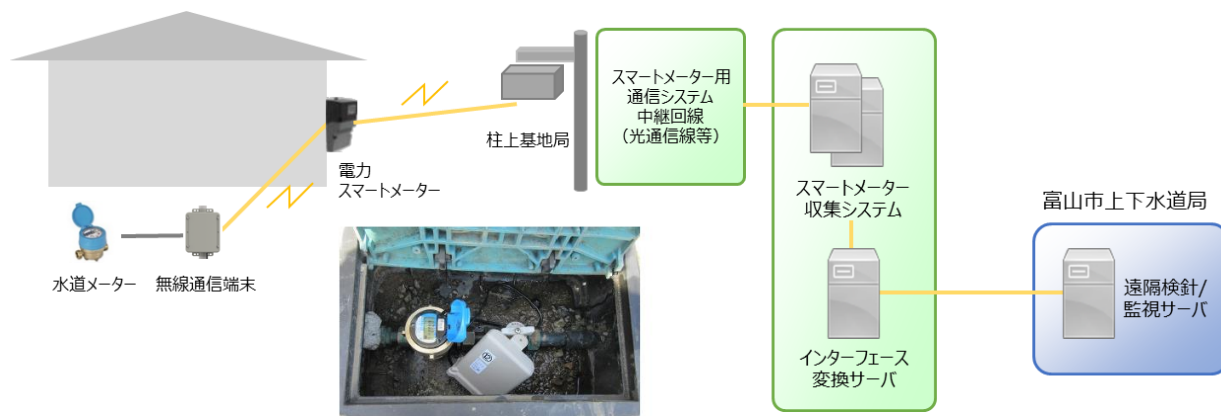 水道メーター
無線通信端末
電力
スマートメーター
柱上基地局
スマートメーター用
通信システム
中継回線
（光通信線等）
スマートメーター
収集システム
インターフェース
変換サーバ
富山市上下水道局
遠隔検針/
監視サーバ